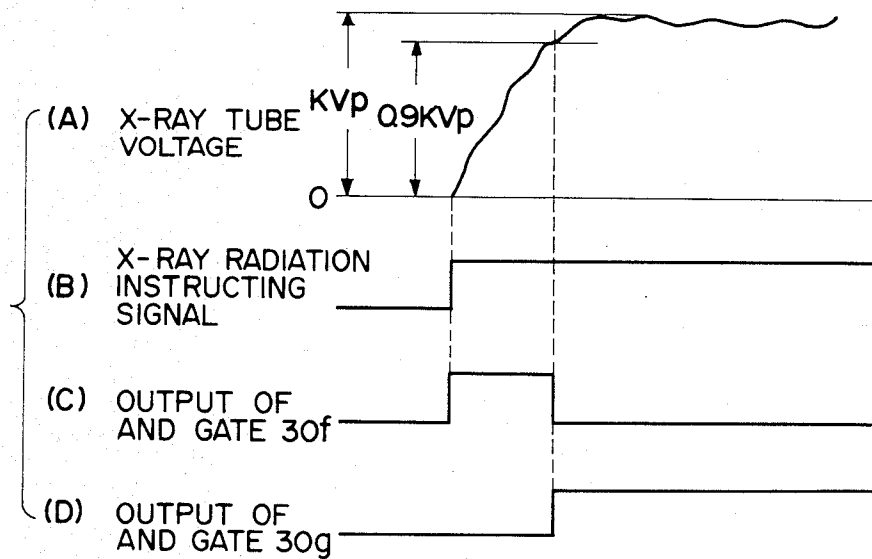 KVp
0.9KVp
(A) X-RAY TUBE
VOLTAGE
0
X-RAY RADIATION
(B) INSTRUCTING
SIGNAL
(C) OUTPUT OF
AND GATE 30f
(D) OUTPUT OF
AND GATE 30g